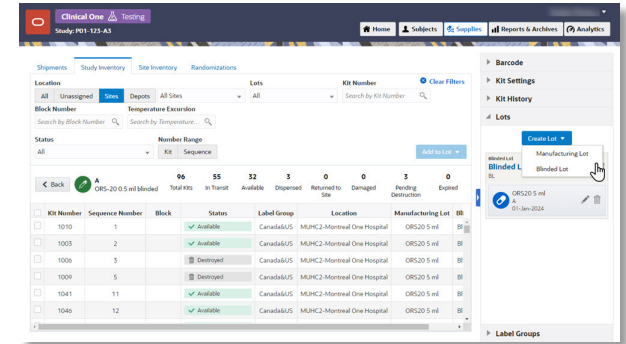 Clinical One Testing
Study: P01-123-A3
Home Subjects Supplies Reports & Archives Analytics
Shipments Study Inventory Site Inventory Randomizations
Location Lots Kit Number Clear Filters
All Unassigned Sites Depots All Sites All Search by Kit Number
Block Number Temperature Excursion
Search by Block Number Search by Temperature...
Status Number Range
All Kit Sequence Add to Lot
Back A ORS-20 0.5 ml blinded
96 Total Kits
55 In Transit
32 Available
3 Dispensed
0 Returned to Site
0 Damaged
3 Pending Destruction
0 Expired
Kit Number Sequence Number Block Status Label Group Location Manufacturing Lot Bli
1010 1 Available Canada&US MUHC2-Montreal One Hospital ORS20 5 ml Bl
1003 2 Available Canada&US MUHC2-Montreal One Hospital ORS20 5 ml Bl
1006 3 Destroyed Canada&US MUHC2-Montreal One Hospital ORS20 5 ml Bl
1009 5 Destroyed Canada&US MUHC2-Montreal One Hospital ORS20 5 ml Bl
1041 11 Available Canada&US MUHC2-Montreal One Hospital ORS20 5 ml Bl
1046 12 Available Canada&US MUHC2-Montreal One Hospital ORS20 5 ml Bl
Barcode
Kit Settings
Kit History
Lots
Create Lot
Manufacturing Lot
Blinded Lot
Blinded Lot
Blinded L
BL
ORS20 5 ml
A
01-Jan-2024
Label Groups